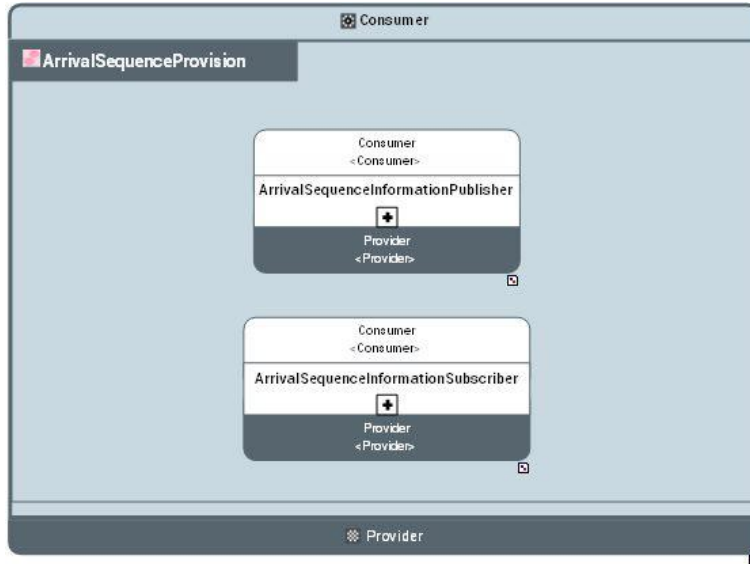 Consumer
ArrivalSequenceProvision
Consumer
<Consumer>
ArrivalSequenceInformationPublisher
Provider
<Provider>
Consumer
<Consumer>
ArrivalSequenceInformationSubscriber
Provider
<Provider>
Provider